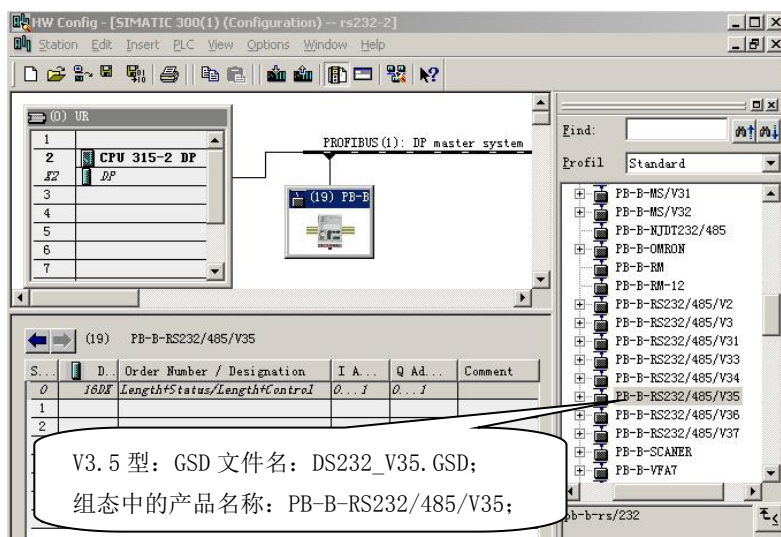 HW Config - [SIMATIC 300(1) (Configuration) -- rs232-2]
Station Edit Insert PLC View Options Window Help
(0) UR
1
2 CPU 315-2 DP
X2 DP
3
4
5
6
7
PROFIBUS(1): DP master system
(19) PB-B
Find:
Profil Standard
PB-B-MS/V31
PB-B-MS/V32
PB-B-NJDT232/485
PB-B-OMRON
PB-B-RM
PB-B-RM-12
PB-B-RS232/485/V2
PB-B-RS232/485/V3
PB-B-RS232/485/V31
PB-B-RS232/485/V33
PB-B-RS232/485/V34
PB-B-RS232/485/V35
PB-B-RS232/485/V36
PB-B-RS232/485/V37
PB-B-SCANER
PB-B-VFA7
pb-b-rs/232
(19) PB-B-RS232/485/V35
S... D.. Order Number / Designation I A... Q Ad... Comment
0 16DX Length+Status/Length+Control 0...1 0...1
1
2
V3.5 型: GSD 文件名: DS232_V35.GSD;
组态中的产品名称: PB-B-RS232/485/V35;